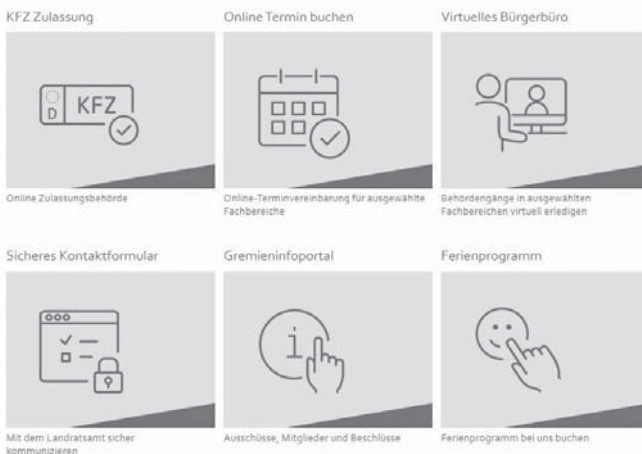 KFZ Zulassung
Online Termin buchen
Virtuelles Bürgerbüro
D KFZ
Online Zulassungsbehörde
Online-Terminvereinbarung für ausgewählte
Fachbereiche
Behördengänge in ausgewählten
Fachbereichen virtuell erledigen
Sicheres Kontaktformular
Gremieninfoportal
Ferienprogramm
i
Mit dem Landratsamt sicher
kommunizieren
Ausschüsse, Mitglieder und Beschlüsse
Ferienprogramm bei uns buchen